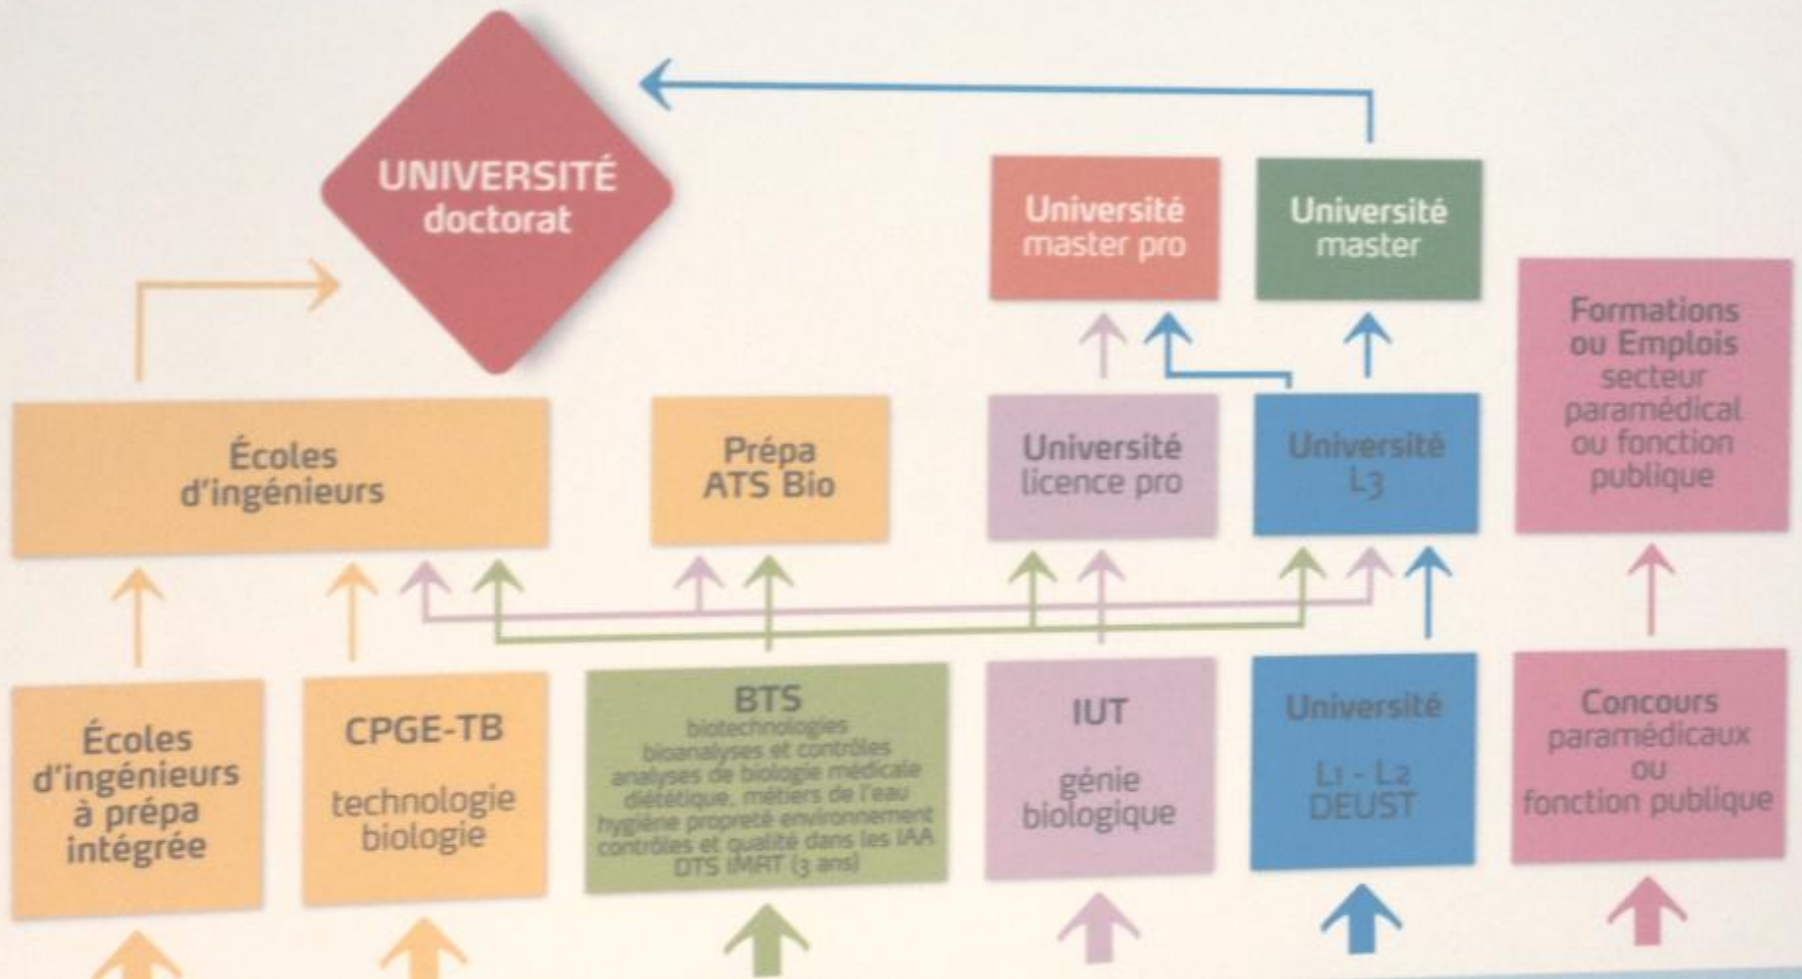 UNIVERSITÉ
doctorat
Université
master pro
Université
master
Formations
ou Emplois
secteur
paramédical
ou fonction
publique
Écoles
d'ingénieurs
Prépa
ATS Bio
Université
licence pro
Université
L3
Écoles
d'ingénieurs
à prépa
intégrée
CPGE-TB
technologie
biologie
BTS
biotechnologies
bioanalyses et contrôles
analyses de biologie médicale
diététique, métiers de l'eau
hygiène propreté environnement
contrôles et qualité dans les IAA
DTS IMRT (3 ans)
IUT
génie
biologique
Université
L1 - L2
DEUST
Concours
paramédicaux
ou
fonction publique